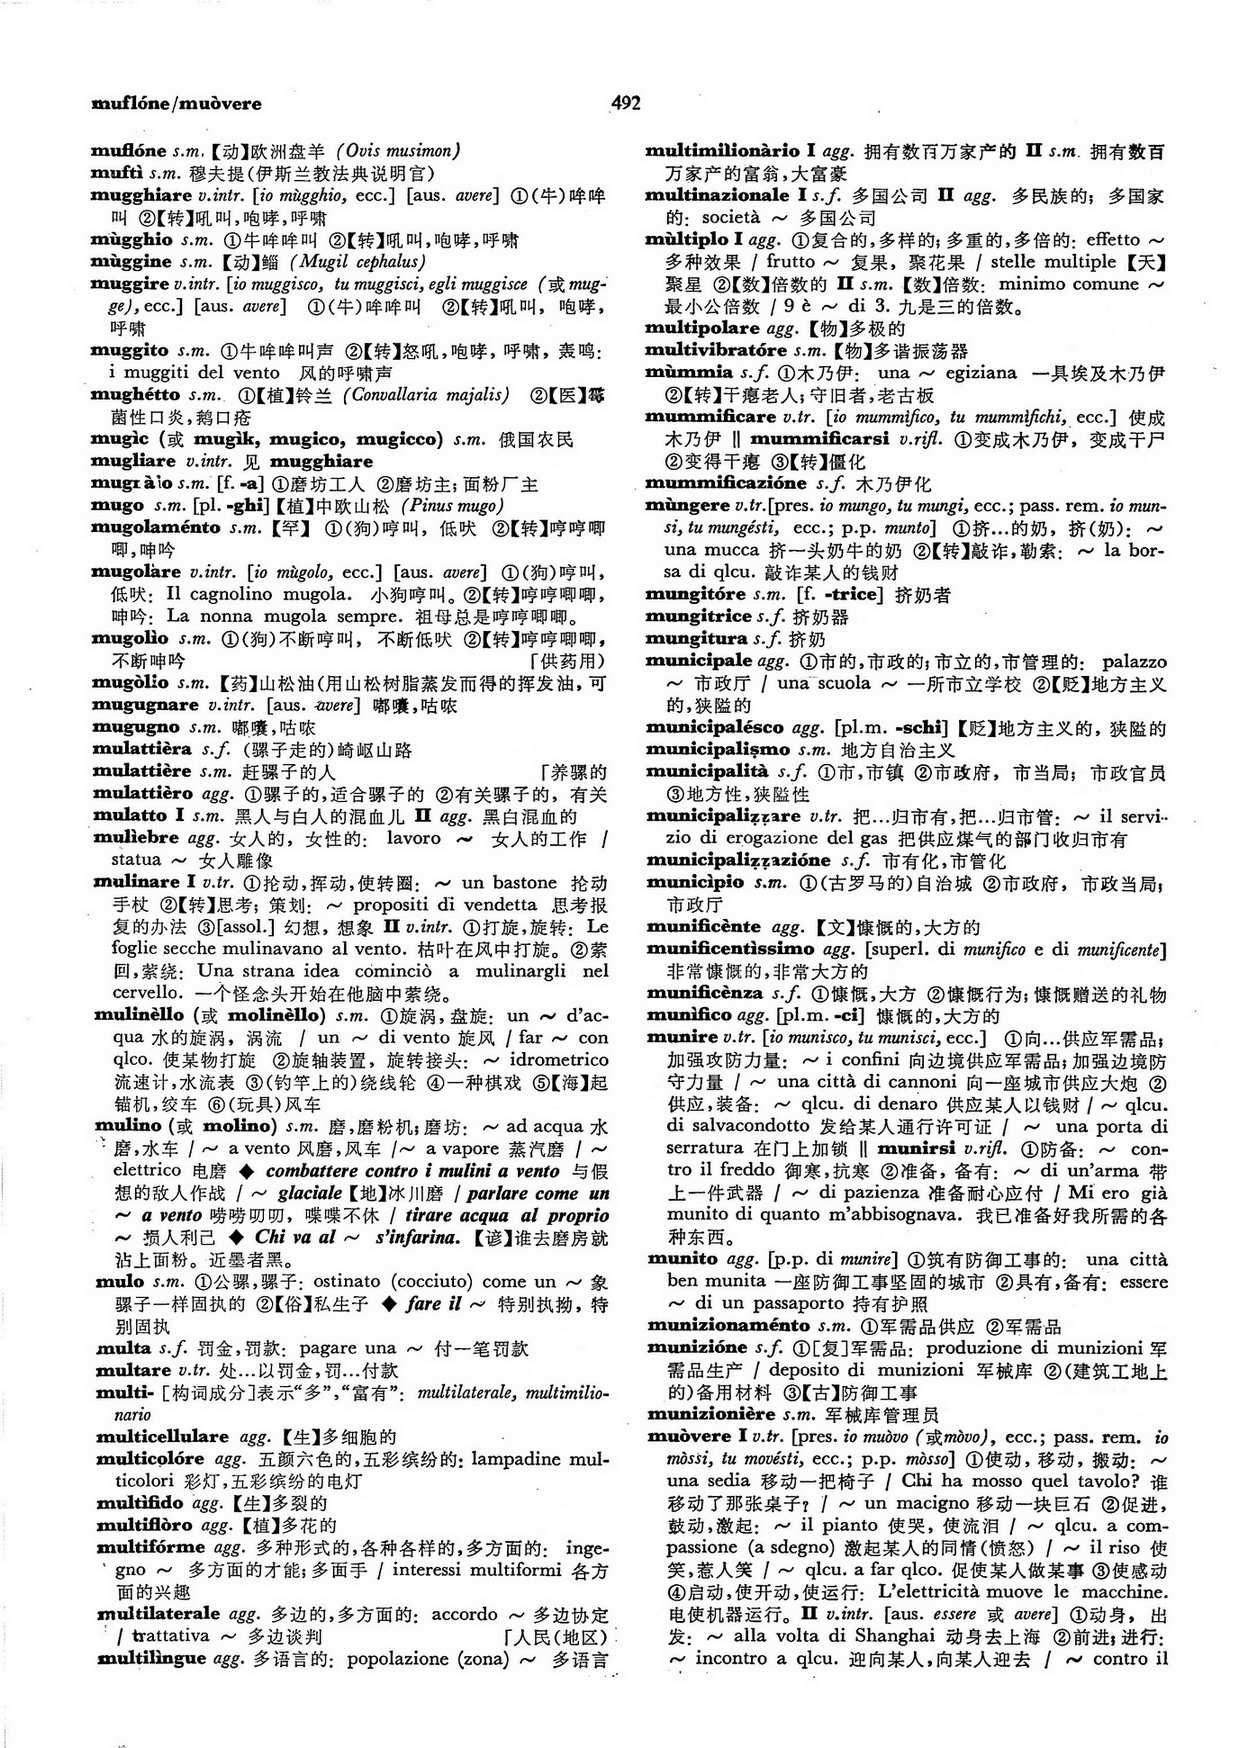 muflóne/muòvere
492
muflóne s.m.【动】欧洲盘羊 (Ovis musimon)
muftì s.m. 穆夫提(伊斯兰教法典说明官)
mugghiare v.intr. [io mùgghio, ecc.] [aus. avere] ①(牛)哞哞
叫 ②【转】吼叫,咆哮,呼啸
mùgghio s.m. ①牛哞哞叫 ②【转】吼叫,咆哮,呼啸
mùggine s.m. 【动】鲻 (Mugil cephalus)
muggire v.intr. [io muggisco, tu muggisci, egli muggisce (或mug-
ge), ecc.] [aus. avere] ①(牛)哞哞叫 ②【转】吼叫, 咆哮,
呼啸
muggito s.m. ①牛哞哞叫声 ②【转】怒吼,咆哮, 呼啸, 轰鸣:
i muggiti del vento 风的呼啸声
mughétto s.m. ①【植】铃兰 (Convallaria majalis) ②【医】霉
菌性口炎,鹅口疮
mugìc (或 mugìk, mugico, mugicco) s.m. 俄国农民
mugliare v.intr. 见 mugghiare
mugnàio s.m. [f. -a] ①磨坊工人 ②磨坊主; 面粉厂主
mugo s.m. [pl. -ghi]【植】中欧山松 (Pinus mugo)
mugolaménto s.m. 【罕】 ①(狗)哼叫, 低吠 ②【转】哼哼唧
唧,呻吟
mugolare v.intr. [io mùgolo, ecc.] [aus. avere] ①(狗)哼叫,
低吠: Il cagnolino mugola. 小狗哼叫。②【转】哼哼唧唧,
呻吟: La nonna mugola sempre. 祖母总是哼哼唧唧。
mugolìo s.m. ①(狗)不断哼叫, 不断低吠 ②【转】哼哼唧唧,
不断呻吟 「供药用)
mugòlio s.m. 【药】山松油(用山松树脂蒸发而得的挥发油, 可
mugugnare v.intr. [aus. avere] 嘟囔,咕哝
mugugno s.m. 嘟囔,咕哝
mulattièra s.f. (骡子走的)崎岖山路
mulattière s.m. 赶骡子的人 「养骡的
mulattièro agg. ①骡子的,适合骡子的 ②有关骡子的, 有关
mulatto I s.m. 黑人与白人的混血儿 II agg. 黑白混血的
mulìebre agg. 女人的, 女性的: lavoro ～ 女人的工作 /
statua ～ 女人雕像
mulinare I v.tr. ①抡动,挥动,使转圈: ～ un bastone 抡动
手杖 ②【转】思考; 策划: ～ propositi di vendetta 思考报
复的办法 ③[assol.] 幻想, 想象 II v.intr. ①打旋,旋转: Le
foglie secche mulinavano al vento. 枯叶在风中打旋。②萦
回,萦绕: Una strana idea cominciò a mulinargli nel
cervello. 一个怪念头开始在他脑中萦绕。
mulinèllo (或 molinèllo) s.m. ①旋涡,盘旋: un ～ d'ac-
qua 水的旋涡, 涡流 / un ～ di vento 旋风 / far ～ con
qlco. 使某物打旋 ②旋轴装置, 旋转接头: ～ idrometrico
流速计,水流表 ③(钓竿上的)绕线轮 ④一种棋戏 ⑤【海】起
锚机,绞车 ⑥(玩具)风车
mulino (或 molino) s.m. 磨,磨粉机; 磨坊: ～ ad acqua 水
磨,水车 / ～ a vento 风磨,风车 /～ a vapore 蒸汽磨 / ～
elettrico 电磨 ◆ combattere contro i mulini a vento 与假
想的敌人作战 / ～ glaciale【地】冰川磨 / parlare come un
～ a vento 唠唠叨叨, 喋喋不休 / tirare acqua al proprio
～ 损人利己 ◆ Chi va al ～ s'infarina. 【谚】谁去磨房就
沾上面粉。近墨者黑。
mulo s.m. ①公骡,骡子: ostinato (cocciuto) come un ～ 象
骡子一样固执的 ②【俗】私生子 ◆ fare il ～ 特别执拗, 特
别固执
multa s.f. 罚金,罚款: pagare una ～ 付一笔罚款
multare v.tr. 处…以罚金,罚…付款
multi- [构词成分]表示“多”,“富有”: multilaterale, multimilio-
nario
multicellulare agg. 【生】多细胞的
multicolóre agg. 五颜六色的,五彩缤纷的: lampadine mul-
ticolori 彩灯,五彩缤纷的电灯
multìfido agg. 【生】多裂的
multiflòro agg. 【植】多花的
multifórme agg. 多种形式的,各种各样的,多方面的: inge-
gno ～ 多方面的才能; 多面手 / interessi multiformi 各方
面的兴趣
multilaterale agg. 多边的,多方面的: accordo ～ 多边协定
/ trattativa ～ 多边谈判 「人民(地区)
multilìngue agg. 多语言的: popolazione (zona) ～ 多语言
multimilionàrio I agg. 拥有数百万家产的 II s.m. 拥有数百
万家产的富翁,大富豪
multinazionale I s.f. 多国公司 II agg. 多民族的; 多国家
的: società ～ 多国公司
mùltiplo I agg. ①复合的,多样的; 多重的,多倍的: effetto ～
多种效果 / frutto ～ 复果, 聚花果 / stelle multiple 【天】
聚星 ②【数】倍数的 II s.m. 【数】倍数: minimo comune ～
最小公倍数 / 9 è ～ di 3. 九是三的倍数。
multipolare agg. 【物】多极的
multivibratóre s.m. 【物】多谐振荡器
mùmmia s.f. ①木乃伊: una ～ egiziana 一具埃及木乃伊
②【转】干瘪老人; 守旧者,老古板
mummificare v.tr. [io mummìfico, tu mummìfichi, ecc.] 使成
木乃伊 ‖ mummificarsi v.rifl. ①变成木乃伊, 变成干尸
②变得干瘪 ③【转】僵化
mummificazióne s.f. 木乃伊化
mùngere v.tr.[pres. io mungo, tu mungi, ecc.; pass. rem. io mun-
si, tu mungésti, ecc.; p.p. munto] ①挤…的奶, 挤(奶): ～
una mucca 挤一头奶牛的奶 ②【转】敲诈,勒索: ～ la bor-
sa di qlcu. 敲诈某人的钱财
mungitóre s.m. [f. -trice] 挤奶者
mungitrice s.f. 挤奶器
mungitura s.f. 挤奶
municipale agg. ①市的,市政的; 市立的,市管理的: palazzo
～ 市政厅 / una scuola ～ 一所市立学校 ②【贬】地方主义
的,狭隘的
municipalésco agg. [pl.m. -schi]【贬】地方主义的, 狭隘的
municipalismo s.m. 地方自治主义
municipalità s.f. ①市,市镇 ②市政府, 市当局; 市政官员
③地方性,狭隘性
municipalizzare v.tr. 把…归市有,把…归市管: ～ il servi-
zio di erogazione del gas 把供应煤气的部门收归市有
municipalizzazióne s.f. 市有化,市管化
municìpio s.m. ①(古罗马的)自治城 ②市政府, 市政当局;
市政厅
munificènte agg. 【文】慷慨的,大方的
munificentìssimo agg. [superl. di munifico e di munificente]
非常慷慨的,非常大方的
munificènza s.f. ①慷慨,大方 ②慷慨行为; 慷慨赠送的礼物
munìfico agg. [pl.m. -ci] 慷慨的,大方的
munire v.tr. [io munisco, tu munisci, ecc.] ①向…供应军需品;
加强攻防力量: ～ i confini 向边境供应军需品; 加强边境防
守力量 / ～ una città di cannoni 向一座城市供应大炮 ②
供应,装备: ～ qlcu. di denaro 供应某人以钱财 / ～ qlcu.
di salvacondotto 发给某人通行许可证 / ～ una porta di
serratura 在门上加锁 ‖ munirsi v.rifl. ①防备: ～ con-
tro il freddo 御寒,抗寒 ②准备, 备有: ～ di un'arma 带
上一件武器 / ～ di pazienza 准备耐心应付 / Mi ero già
munito di quanto m'abbisognava. 我已准备好我所需的各
种东西。
munito agg. [p.p. di munire] ①筑有防御工事的: una città
ben munita 一座防御工事坚固的城市 ②具有,备有: essere
～ di un passaporto 持有护照
munizionaménto s.m. ①军需品供应 ②军需品
munizióne s.f. ①[复]军需品: produzione di munizioni 军
需品生产 / deposito di munizioni 军械库 ②(建筑工地上
的)备用材料 ③【古】防御工事
munizionière s.m. 军械库管理员
muòvere I v.tr. [pres. io muòvo (或mòvo), ecc.; pass. rem. io
mòssi, tu movésti, ecc.; p.p. mòsso] ①使动, 移动, 搬动: ～
una sedia 移动一把椅子 / Chi ha mosso quel tavolo? 谁
移动了那张桌子? / ～ un macigno 移动一块巨石 ②促进,
鼓动,激起: ～ il pianto 使哭, 使流泪 / ～ qlcu. a com-
passione (a sdegno) 激起某人的同情(愤怒) / ～ il riso 使
笑,惹人笑 / ～ qlcu. a far qlco. 促使某人做某事 ③使感动
④启动,使开动,使运行: L'elettricità muove le macchine.
电使机器运行。II v.intr. [aus. essere 或 avere] ①动身, 出
发: ～ alla volta di Shanghai 动身去上海 ②前进; 进行:
～ incontro a qlcu. 迎向某人,向某人迎去 / ～ contro il